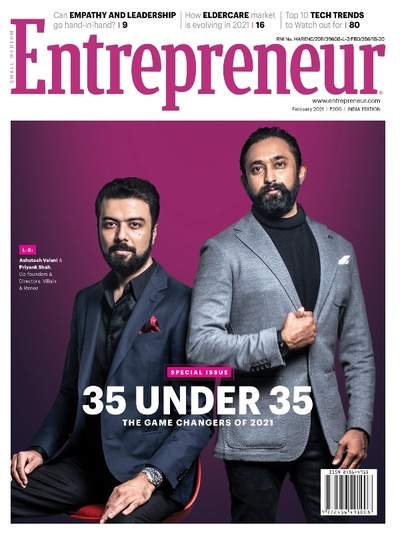 Can EMPATHY AND LEADERSHIP
go hand-in-hand? | 9
How ELDERCARE market
is evolving in 2021 | 16
Top 10 TECH TRENDS
to Watch out for | 80
SMALL MEDIUM
Entrepreneur
www.entrepreneur.com
February 2021 | ₹200 | INDIA EDITION
L-R:
Ashutosh Valani &
Priyank Shah,
Co founders &
Directors, Villain
& Renee
SPECIAL ISSUE
35 UNDER 35
THE GAME CHANGERS OF 2021